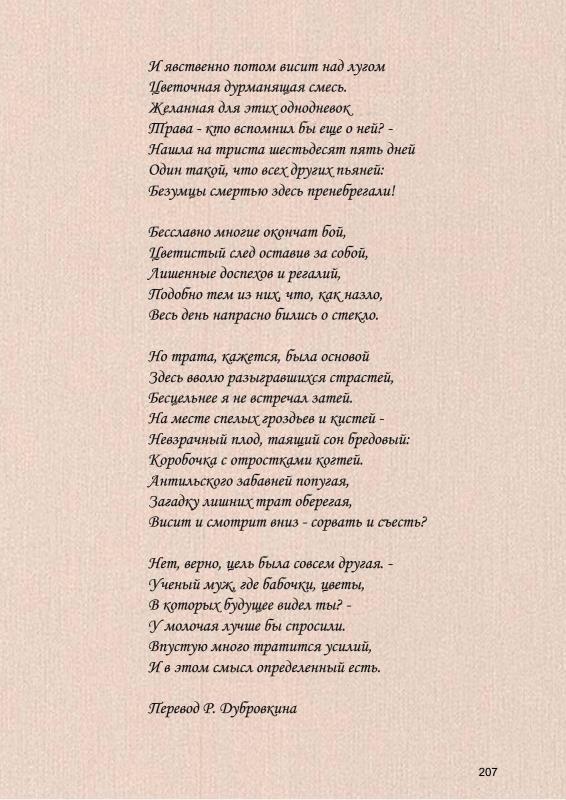 И явственно потом висит над лугом
Цветочная дурманящая смесь.
Желанная для этих однодневок
Трава - кто вспомнил бы еще о ней? -
Нашла на триста шестьдесят пять дней
Один такой, что всех других пьяней:
Безумцы смертью здесь пренебрегали!

Бесславно многие окончат бой,
Цветистый след оставив за собой,
Лишенные доспехов и регалий,
Подобно тем из них, что, как назло,
Весь день напрасно бились о стекло.

Но трата, кажется, была основой
Здесь вволю разыгравшихся страстей,
Бесцельнее я не встречал затей.
На месте спелых гроздьев и кистей -
Невзрачный плод, таящий сон бредовый:
Коробочка с отростками когтей.
Антильского забавней попугая,
Загадку лишних трат оберегая,
Висит и смотрит вниз - сорвать и съесть?

Нет, верно, цель была совсем другая. -
Ученый муж, где бабочки, цветы,
В которых будущее видел ты? -
У молочая лучше бы спросили.
Впустую много тратится усилий,
И в этом смысл определенный есть.

Перевод Р. Дубровкина

207